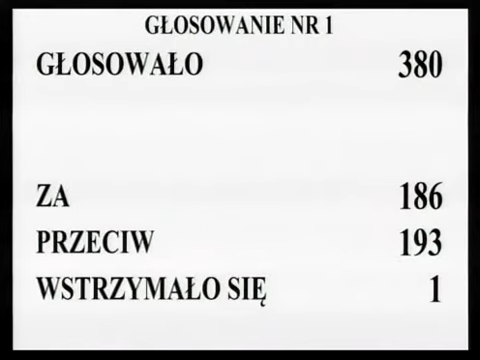 GŁOSOWANIE NR 1
GŁOSOWAŁO 380
ZA 186
PRZECIW 193
WSTRZYMAŁO SIĘ 1